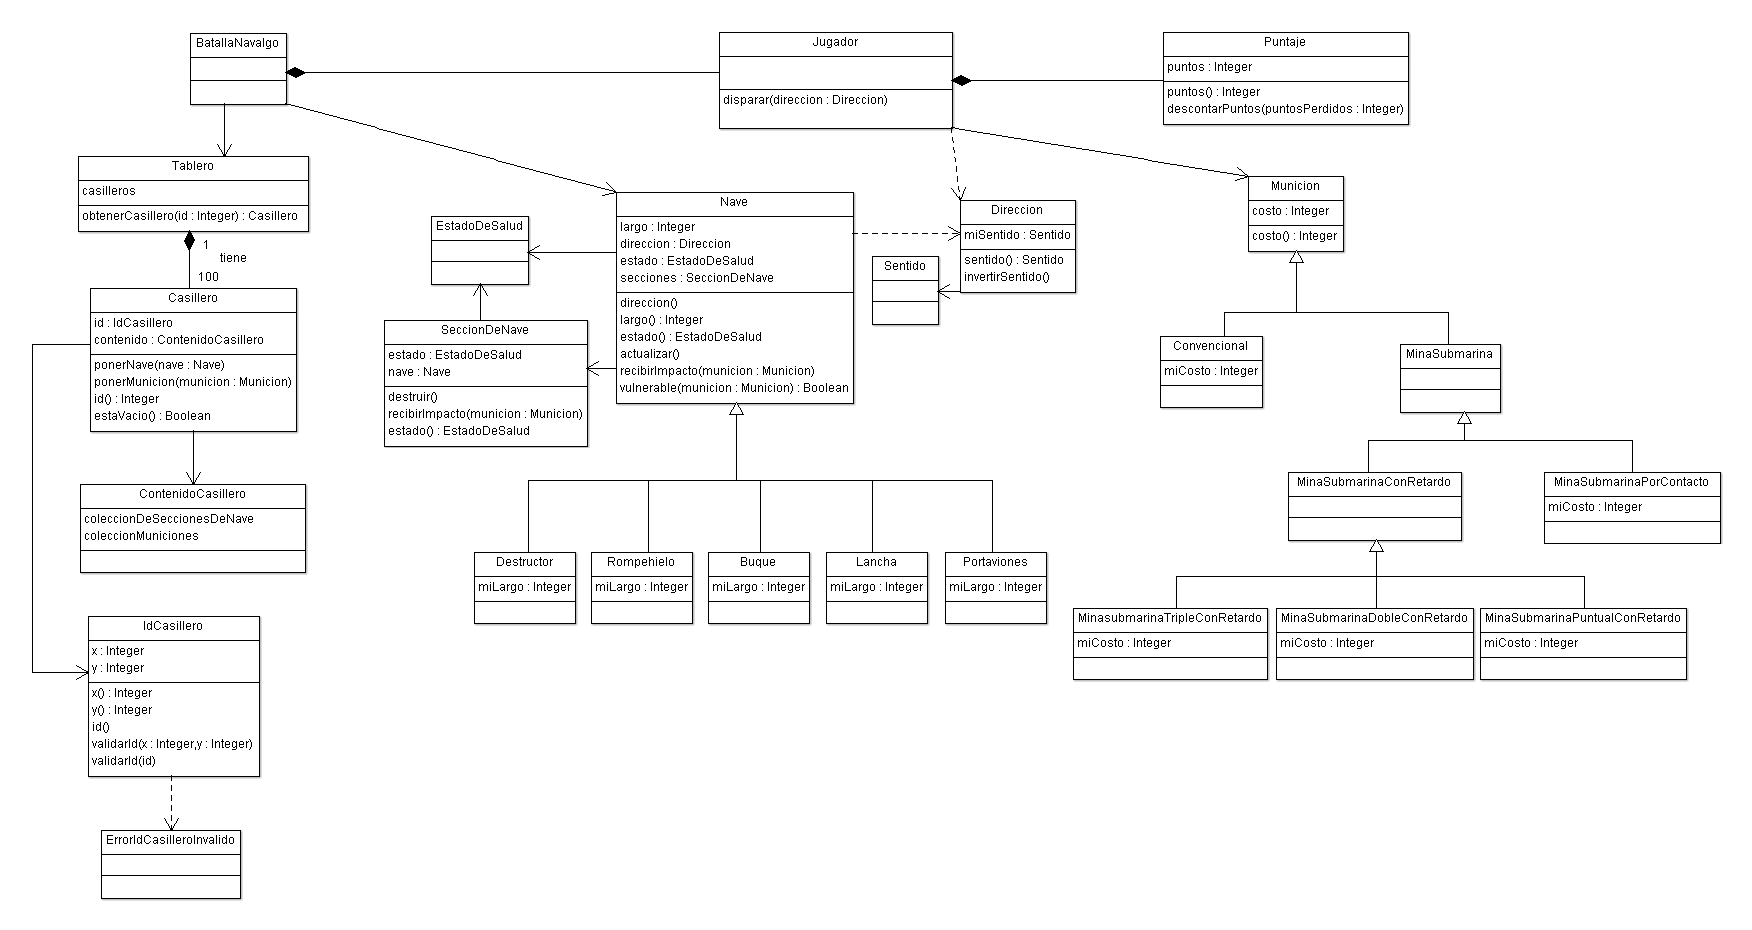 BatallaNavalgo
Jugador
disparar(direccion : Direccion)
Puntaje
puntos : Integer
puntos() : Integer
descontarPuntos(puntosPerdidos : Integer)
Tablero
casilleros
obtenerCasillero(id : Integer) : Casillero
1
tiene
100
Casillero
id : IdCasillero
contenido : ContenidoCasillero
ponerNave(nave : Nave)
ponerMunicion(municion : Municion)
id() : Integer
estaVacio() : Boolean
ContenidoCasillero
coleccionDeSeccionesDeNave
coleccionMuniciones
IdCasillero
x : Integer
y : Integer
x() : Integer
y() : Integer
id()
validarId(x : Integer,y : Integer)
validarId(id)
ErrorIdCasilleroInvalido
EstadoDeSalud
SeccionDeNave
estado : EstadoDeSalud
nave : Nave
destruir()
recibirImpacto(municion : Municion)
estado() : EstadoDeSalud
Nave
largo : Integer
direccion : Direccion
estado : EstadoDeSalud
secciones : SeccionDeNave
direccion()
largo() : Integer
estado() : EstadoDeSalud
actualizar()
recibirImpacto(municion : Municion)
vulnerable(municion : Municion) : Boolean
Sentido
Direccion
miSentido : Sentido
sentido() : Sentido
invertirSentido()
Municion
costo : Integer
costo() : Integer
Convencional
miCosto : Integer
MinaSubmarina
MinaSubmarinaConRetardo
MinaSubmarinaPorContacto
miCosto : Integer
Destructor
miLargo : Integer
Rompehielo
miLargo : Integer
Buque
miLargo : Integer
Lancha
miLargo : Integer
Portaviones
miLargo : Integer
MinasubmarinaTripleConRetardo
miCosto : Integer
MinaSubmarinaDobleConRetardo
miCosto : Integer
MinaSubmarinaPuntualConRetardo
miCosto : Integer